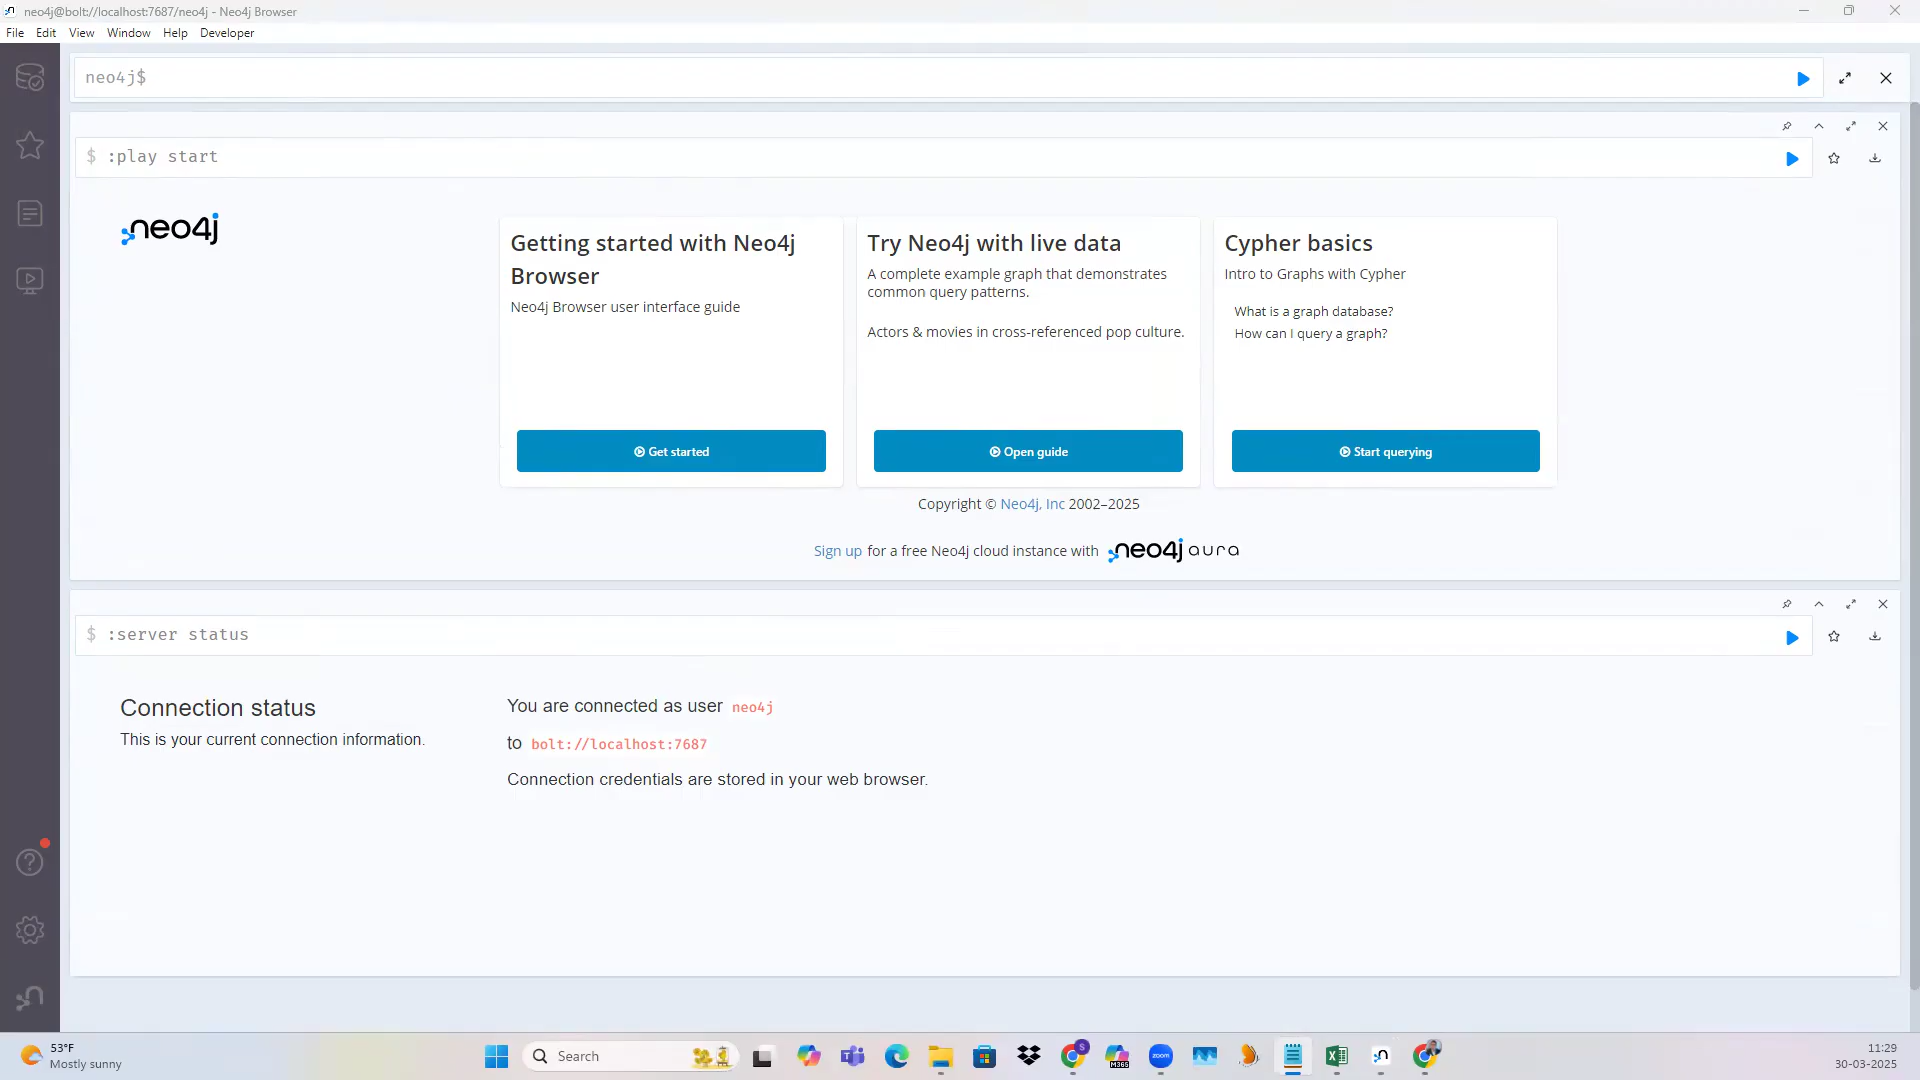 neo4j@bolt://localhost:7687/neo4j - Neo4j Browser
File Edit View Window Help Developer
neo4j$
$ :play start
neo4j
Getting started with Neo4j
Browser
Neo4j Browser user interface guide
Get started
Try Neo4j with live data
A complete example graph that demonstrates
common query patterns.
Actors & movies in cross-referenced pop culture.
Open guide
Cypher basics
Intro to Graphs with Cypher
What is a graph database?
How can I query a graph?
Start querying
Copyright © Neo4j, Inc 2002–2025
Sign up for a free Neo4j cloud instance with neo4j aura
$ :server status
Connection status
This is your current connection information.
You are connected as user neo4j
to bolt://localhost:7687
Connection credentials are stored in your web browser.
53°F
Mostly sunny
Search
M365
zoom
11:29
30-03-2025